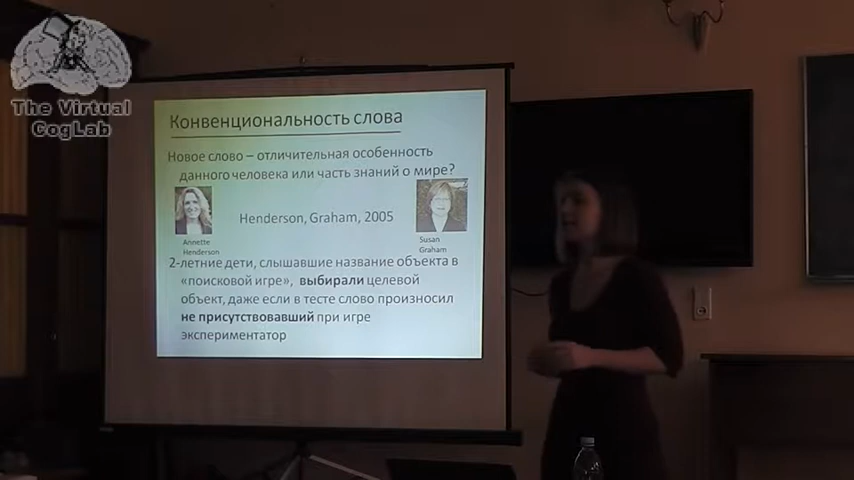 The Virtual
CogLab
Конвенциональность слова
Новое слово – отличительная особенность
данного человека или часть знаний о мире?
Henderson, Graham, 2005
Annette
Henderson
Susan
Graham
2-летние дети, слышавшие название объекта в
«поисковой игре», выбирали целевой
объект, даже если в тесте слово произносил
не присутствовавший при игре
экспериментатор